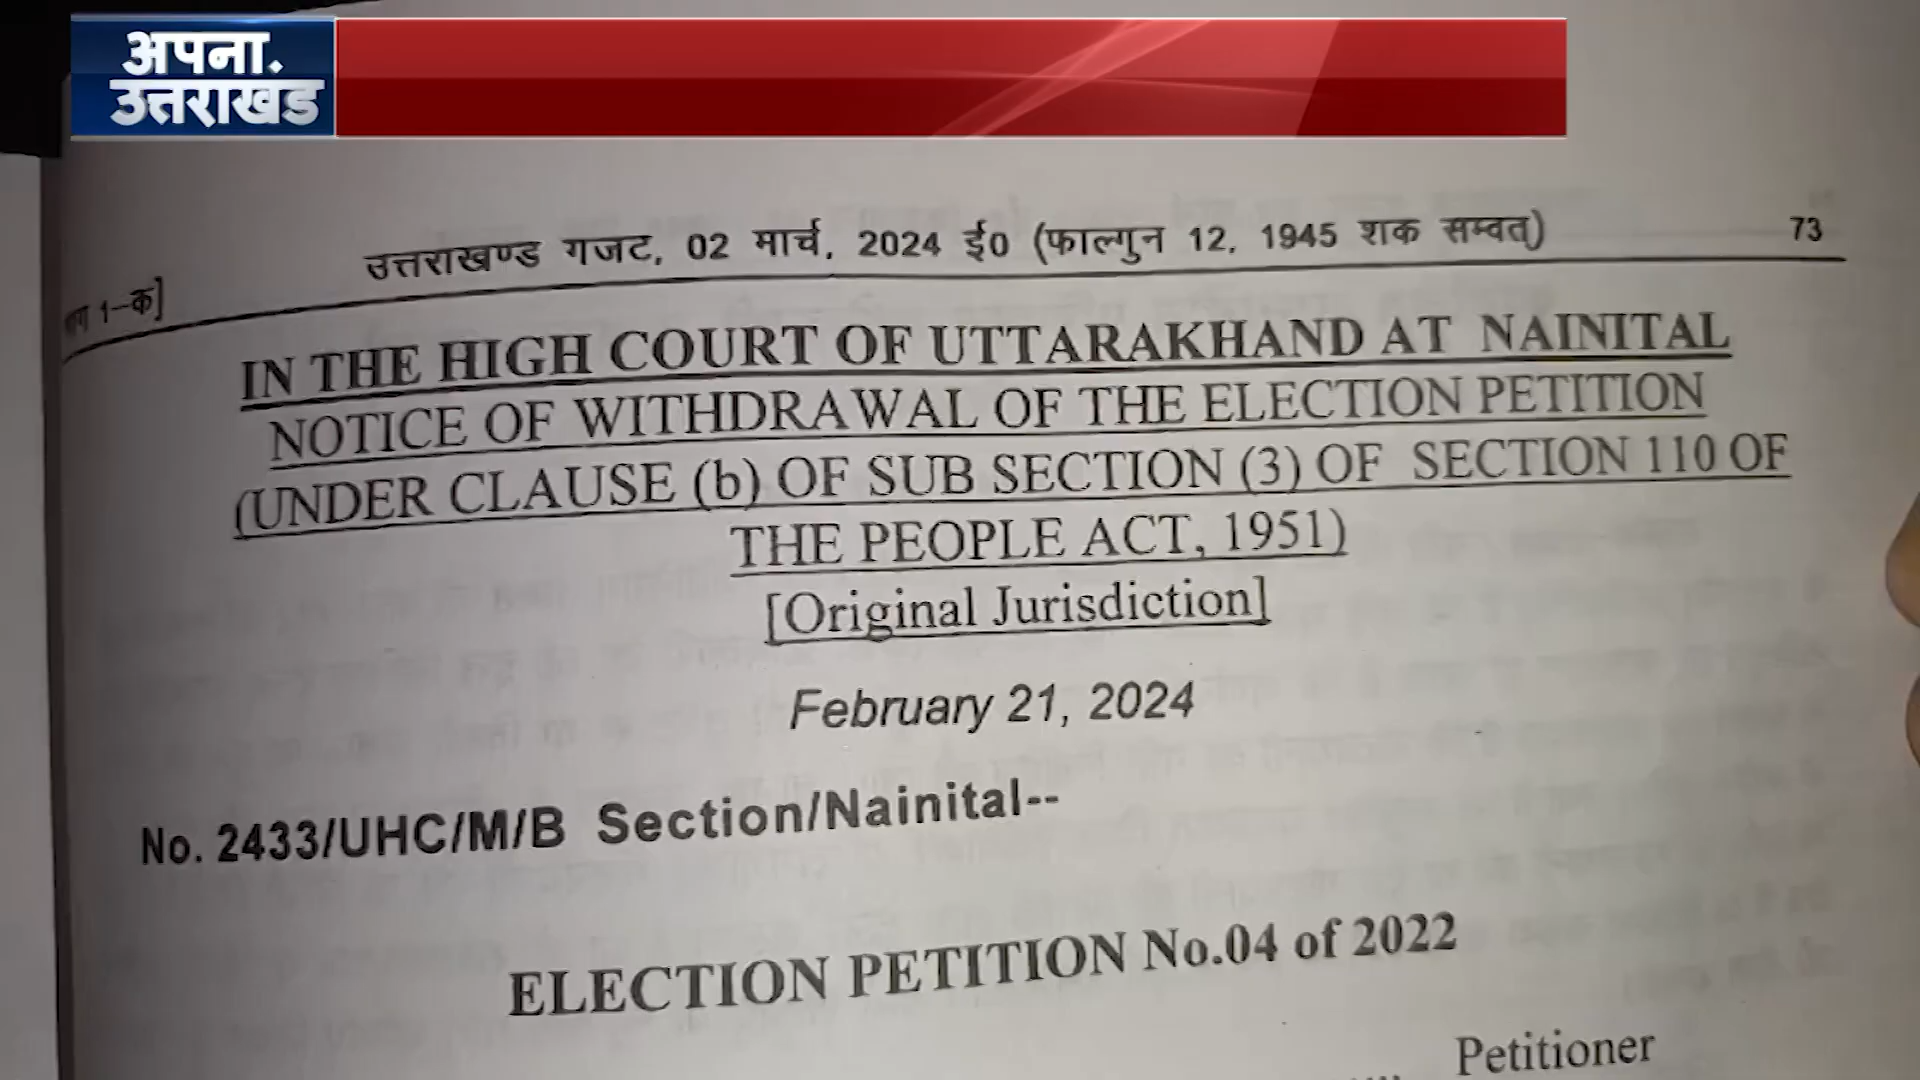 अपना.
उत्तराखंड
उत्तराखण्ड गजट, 02 मार्च, 2024 ई0 (फाल्गुन 12, 1945 शक सम्वत्)
73
1–क]
IN THE HIGH COURT OF UTTARAKHAND AT NAINITAL
NOTICE OF WITHDRAWAL OF THE ELECTION PETITION
(UNDER CLAUSE (b) OF SUB SECTION (3) OF SECTION 110 OF
THE PEOPLE ACT, 1951)
[Original Jurisdiction]
February 21, 2024
No. 2433/UHC/M/B Section/Nainital--
ELECTION PETITION No.04 of 2022
Petitioner